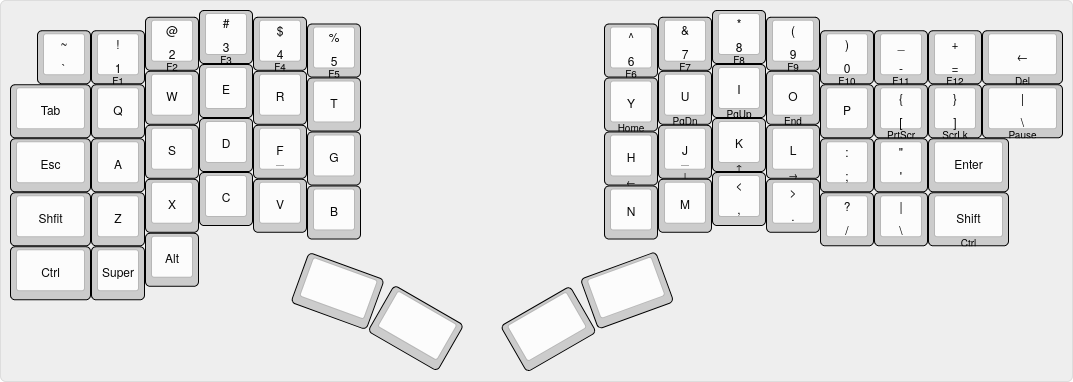 ~ ! @ # $ % ^ & * ( ) _ +
` 1 2 3 4 5 6 7 8 9 0 - = ←
F1 F2 F3 F4 F5 F6 F7 F8 F9 F10 F11 F12 Del
Tab Q W E R T Y U I O P { } |
[ ] \
Home PgDn PgUp End PrtScr ScrLk Pause
Esc A S D F G H J K L : " Enter
_ _ ; '
← ↓ ↑ →
Shfit Z X C V B N M < > ? | Shift
, . / \
Ctrl
Ctrl Super Alt